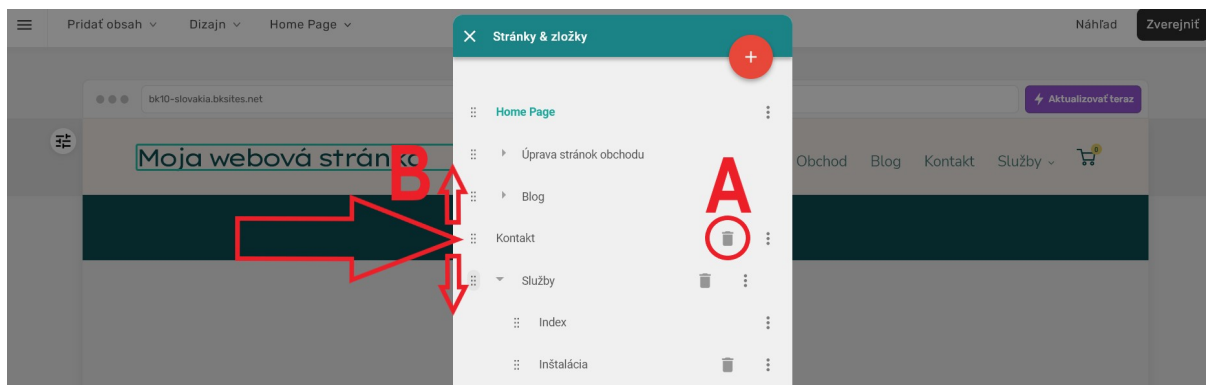 Pridať obsah
Dizajn
Home Page
Náhľad
Zverejniť
Stránky & zložky
+
bk10-slovakia.bksites.net
Aktualizovať teraz
Home Page
Moja webová stránka
Úprava stránok obchodu
Obchod
Blog
Kontakt
Služby
0
B
A
Blog
Kontakt
Služby
Index
Inštalácia